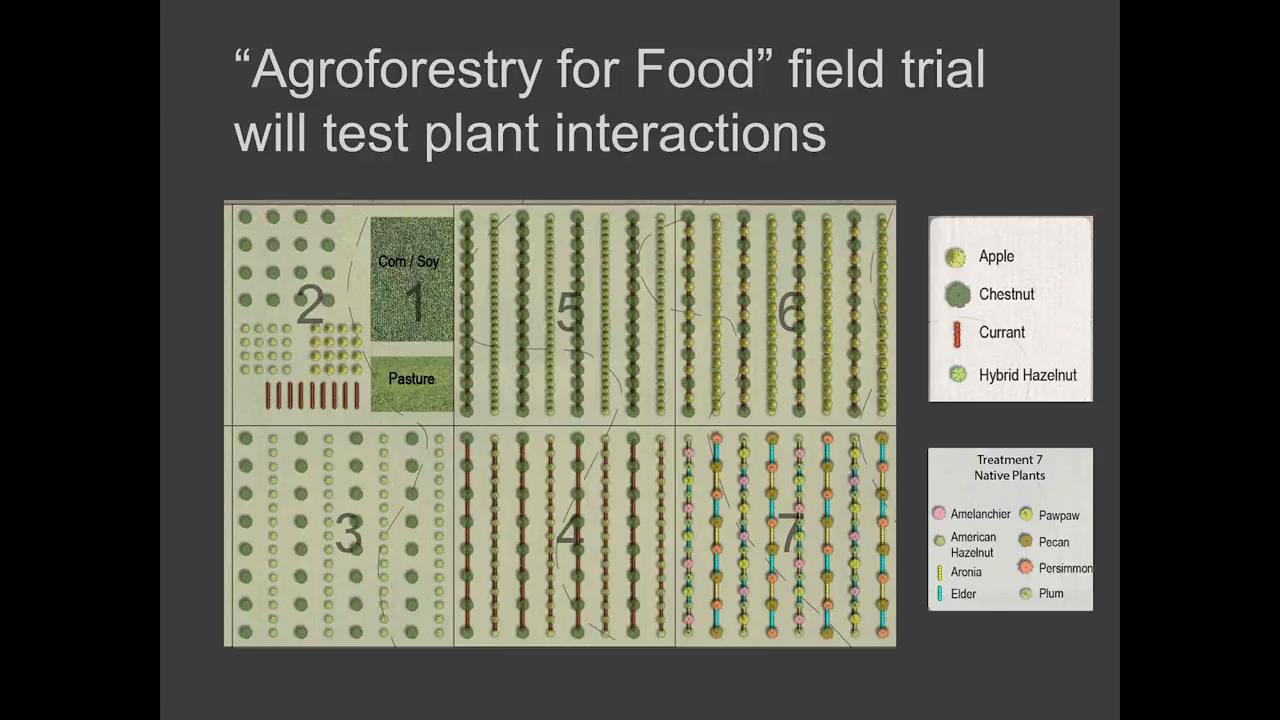 “Agroforestry for Food” field trial
will test plant interactions
Corn / Soy
1
2
Pasture
5
6
3
4
7
Apple
Chestnut
Currant
Hybrid Hazelnut
Treatment 7
Native Plants
Amelanchier
American
Hazelnut
Aronia
Elder
Pawpaw
Pecan
Persimmon
Plum